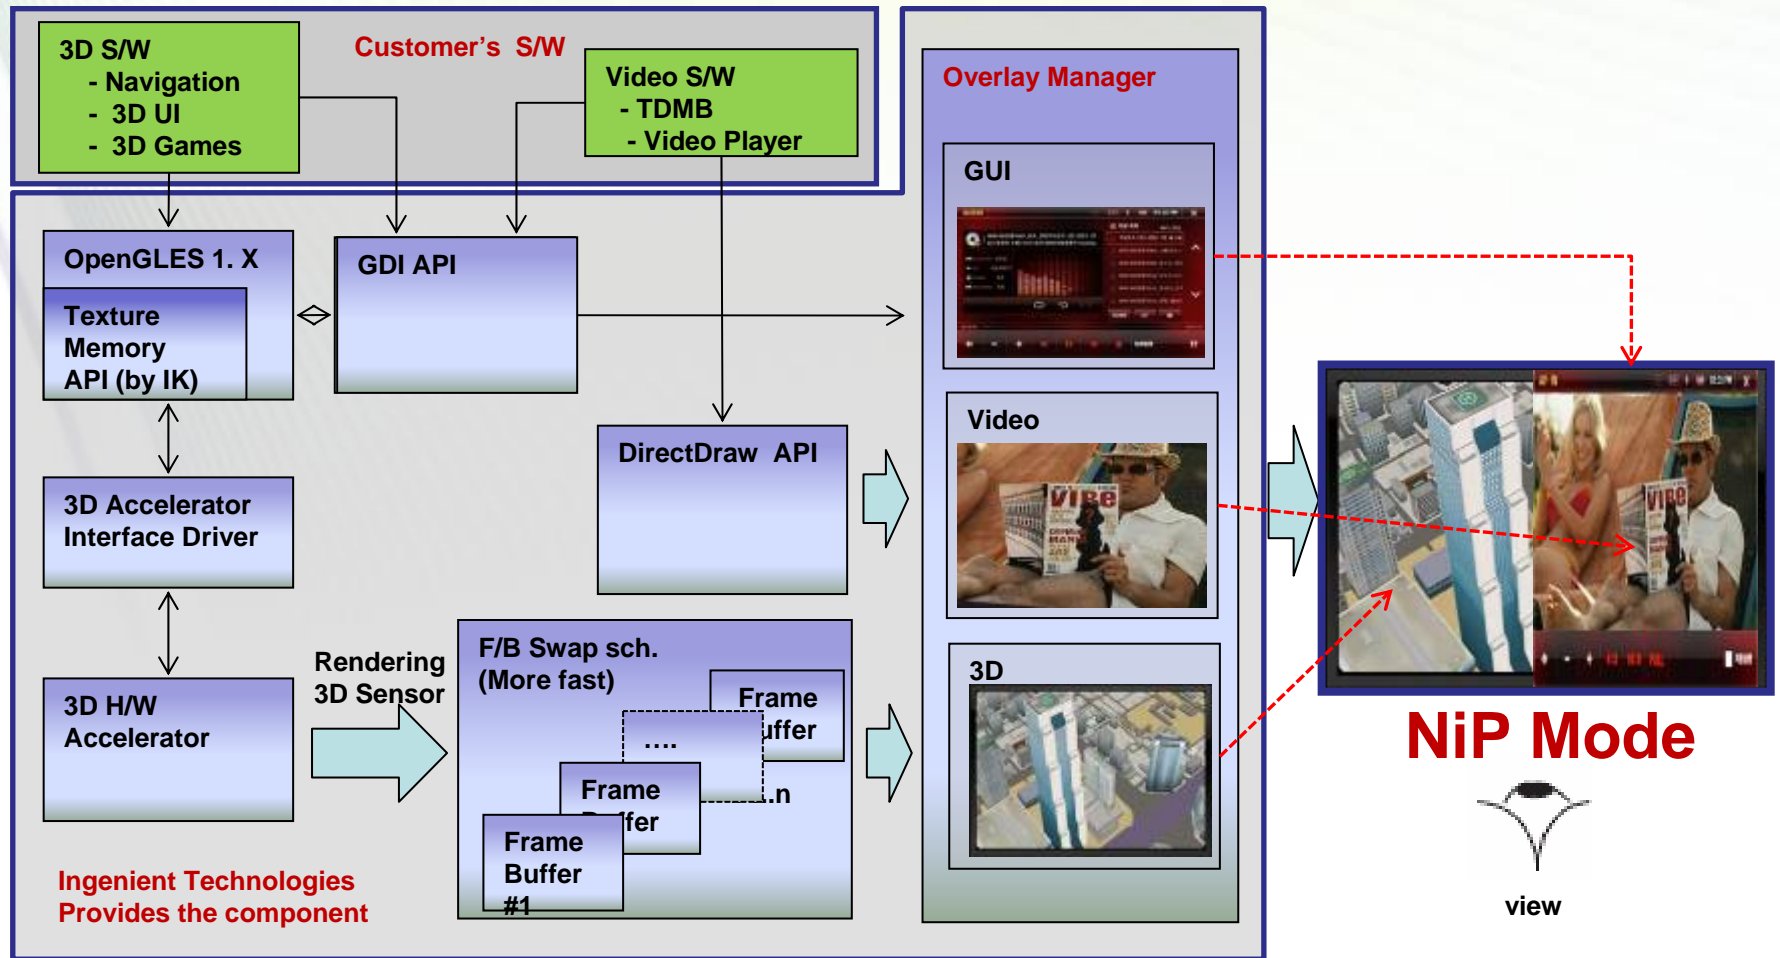 3D S/W
- Navigation
- 3D UI
- 3D Games
Customer's S/W
Video S/W
- TDMB
- Video Player
Overlay Manager
GUI
OpenGLES 1. X
Texture
Memory
API (by IK)
GDI API
Video
VIBE
DirectDraw API
VIBE
3D Accelerator
Interface Driver
F/B Swap sch.
(More fast)
Rendering
3D Sensor
3D
3D H/W
Accelerator
Frame
....
Frame
...n
Frame
Buffer
#1
NiP Mode
Ingenient Technologies
Provides the component
view